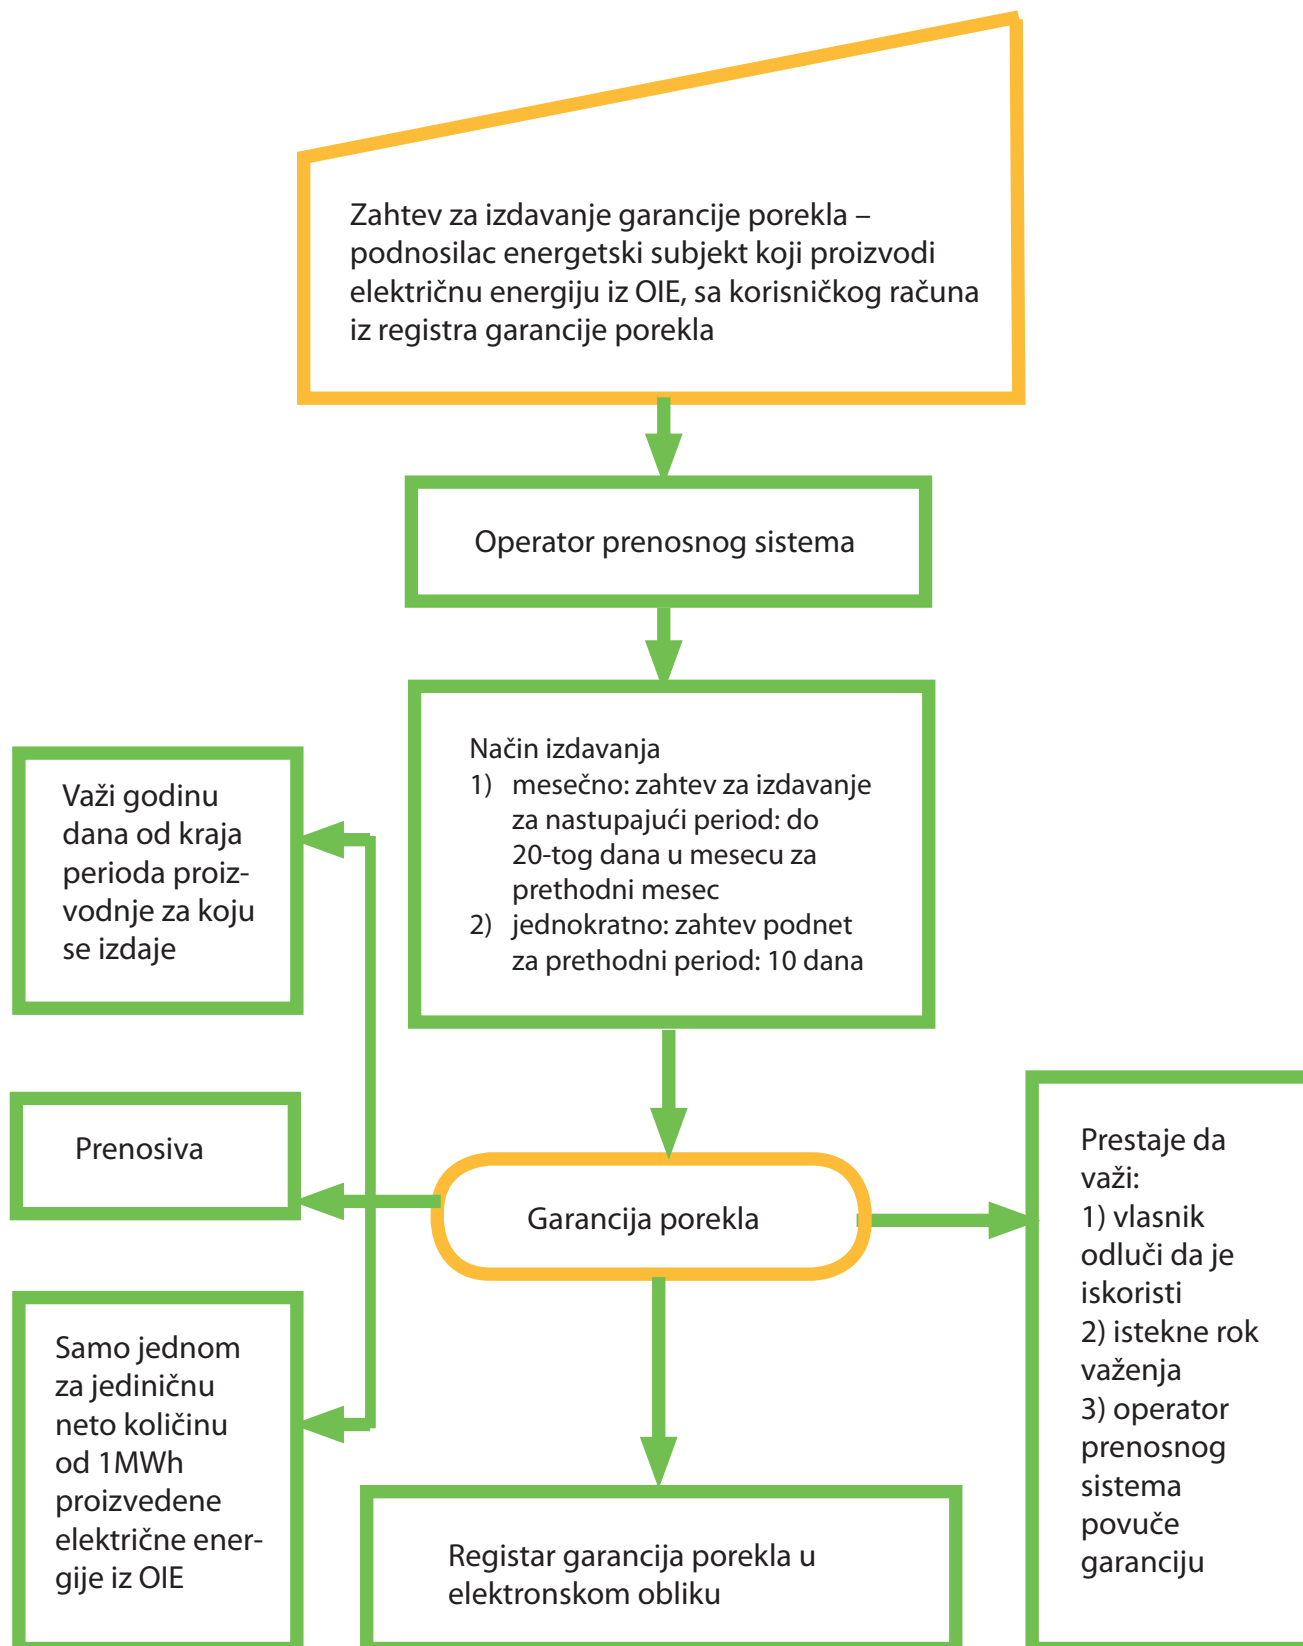 Zahtev za izdavanje garancije porekla –
podnosilac energetski subjekt koji proizvodi
električnu energiju iz OIE, sa korisničkog računa
iz registra garancije porekla
Operator prenosnog sistema
Način izdavanja
1) mesečno: zahtev za izdavanje
za nastupajući period: do
20-tog dana u mesecu za
prethodni mesec
2) jednokratno: zahtev podnet
za prethodni period: 10 dana
Važi godinu
dana od kraja
perioda proiz-
vodnje za koju
se izdaje
Prenosiva
Samo jednom
za jediničnu
neto količinu
od 1MWh
proizvedene
električne ener-
gije iz OIE
Garancija porekla
Prestaje da
važi:
1) vlasnik
odluči da je
iskoristi
2) istekne rok
važenja
3) operator
prenosnog
sistema
povuče
garanciju
Registar garancija porekla u
elektronskom obliku